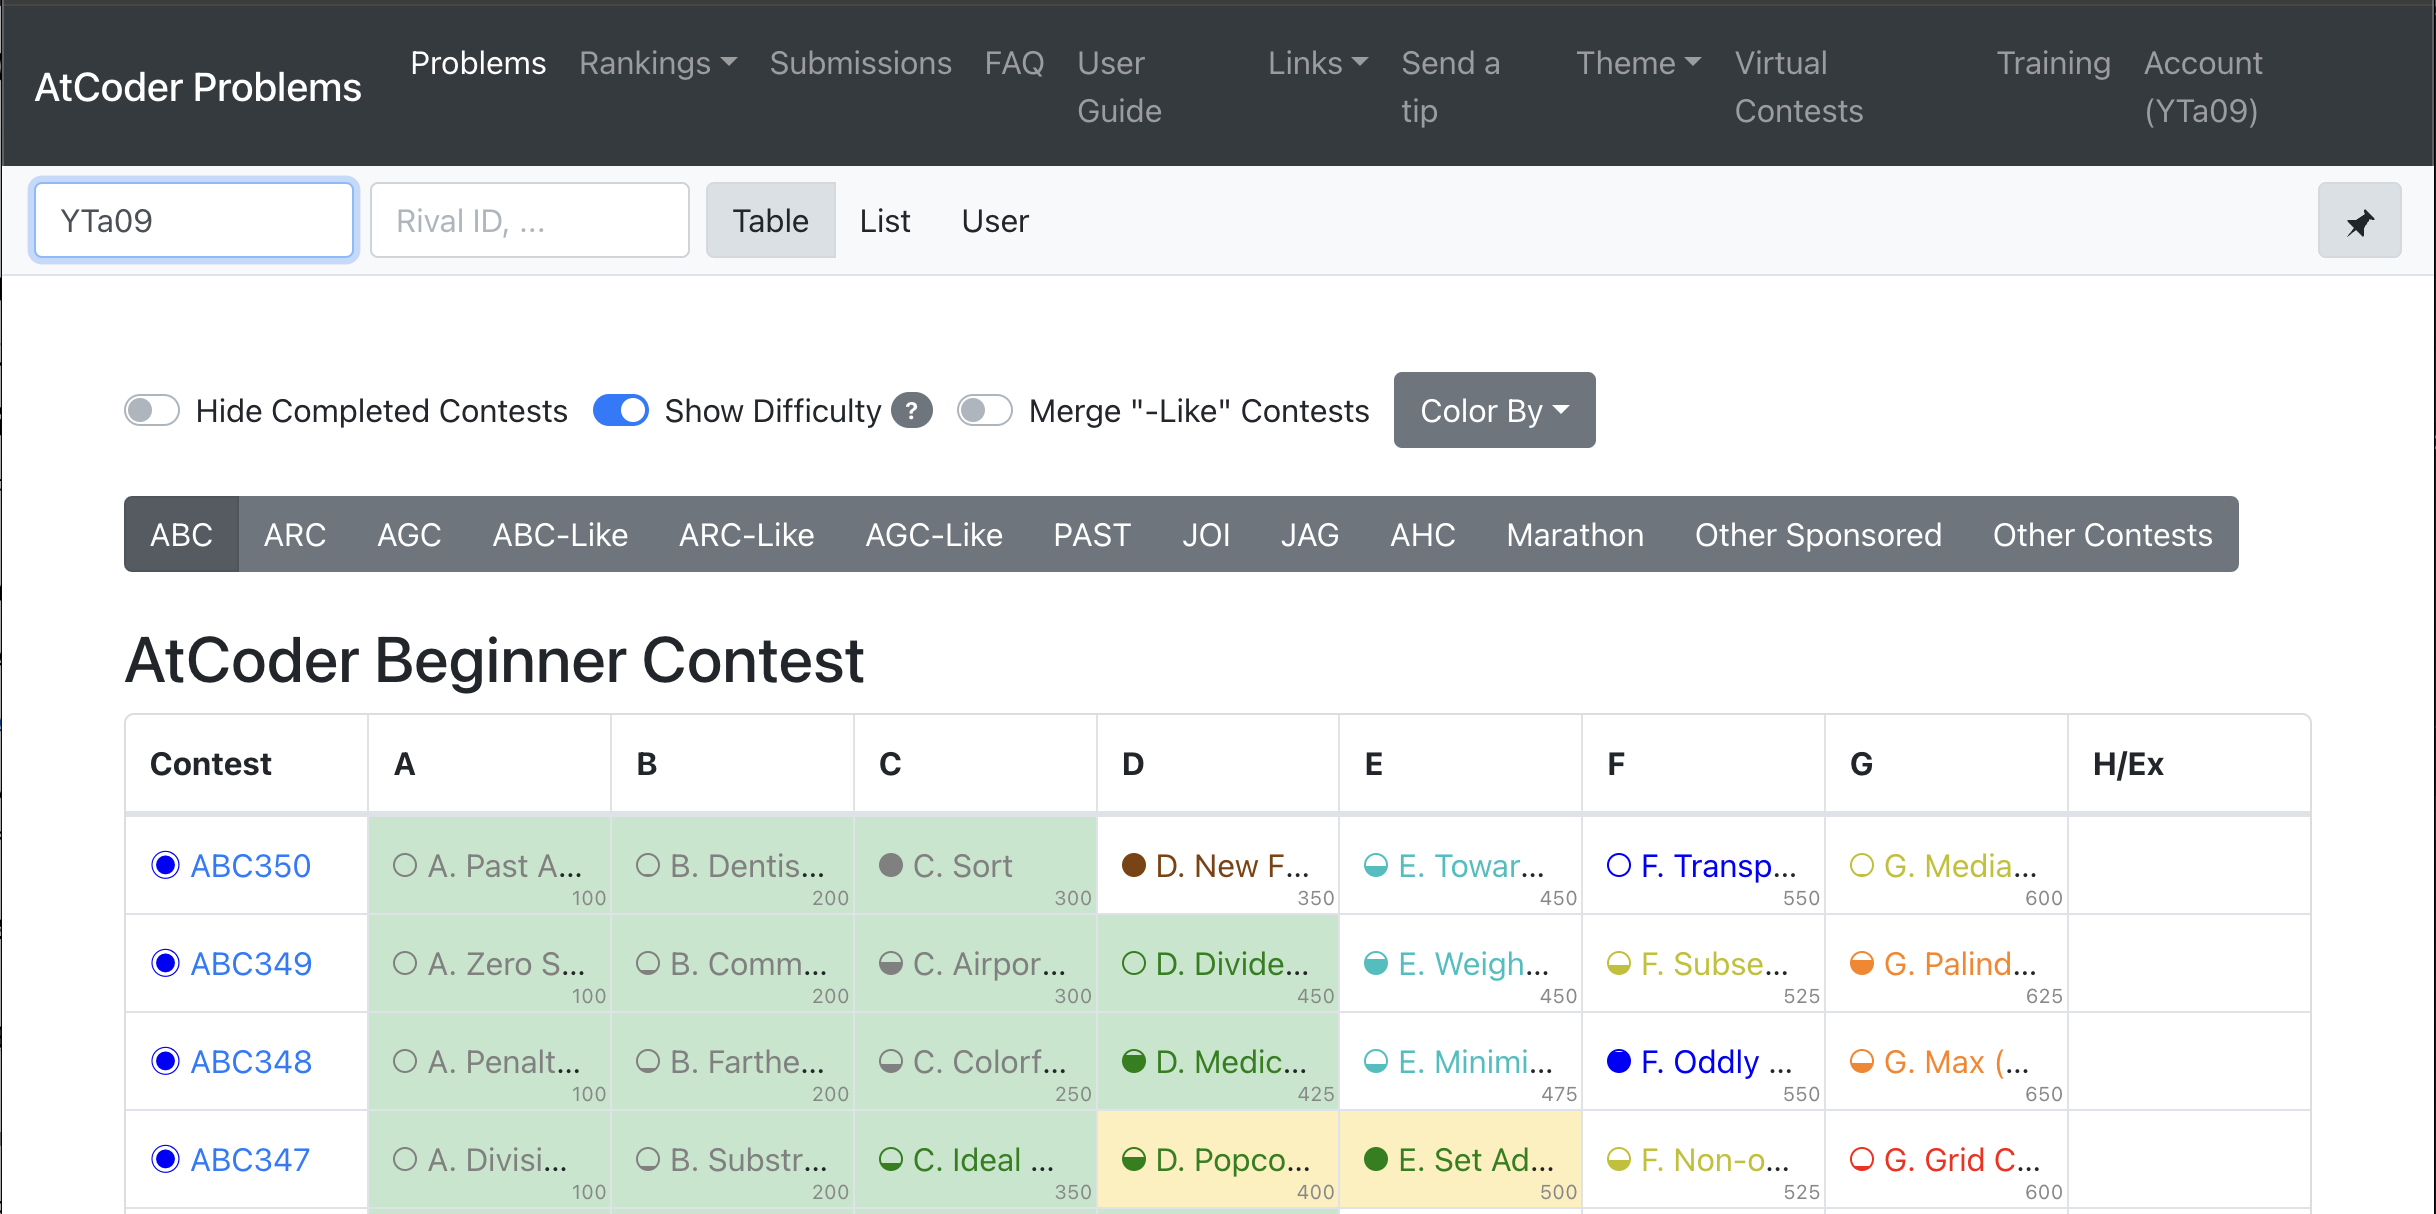 AtCoder Problems Problems Rankings Submissions FAQ User Guide Links Send a tip Theme Virtual Contests Training Account (YTa09)
YTa09 Rival ID, ... Table List User
Hide Completed Contests Show Difficulty ? Merge "-Like" Contests Color By
ABC ARC AGC ABC-Like ARC-Like AGC-Like PAST JOI JAG AHC Marathon Other Sponsored Other Contests
AtCoder Beginner Contest
Contest A B C D E F G H/Ex
ABC350 A. Past A... B. Dentis... C. Sort D. New F... E. Towar... F. Transp... G. Media...
100 200 300 350 450 550 600
ABC349 A. Zero S... B. Comm... C. Airpor... D. Divide... E. Weigh... F. Subse... G. Palind...
100 200 300 450 450 525 625
ABC348 A. Penalt... B. Farthe... C. Colorf... D. Medic... E. Minimi... F. Oddly ... G. Max (...
100 200 250 425 475 550 650
ABC347 A. Divisi... B. Substr... C. Ideal ... D. Popco... E. Set Ad... F. Non-o... G. Grid C...
100 200 350 400 500 525 600